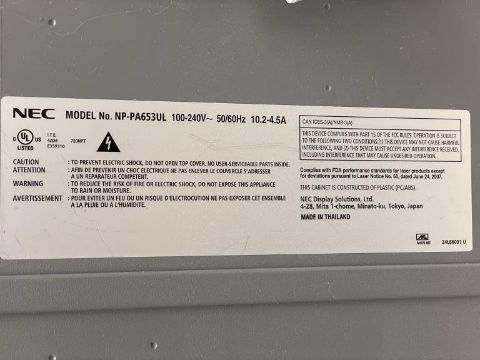 NEC MODEL No. NP-PA653UL 100-240V~ 50/60Hz 10.2-4.5A
UL
LISTED
C US
I.T.E.
E359310
CAUTION : TO PREVENT ELECTRIC SHOCK, DO NOT OPEN TOP COVER. NO USER-SERVICEABLE PARTS INSIDE.
ATTENTION : AFIN DE PREVENIR UN CHOC ELECTRIQUE NE PAS ENLEVER LE COUVERCLE S'ADRESSER
A UN REPARATEUR COMPETENT.
WARNING : TO REDUCE THE RISK OF FIRE OR ELECTRIC SHOCK, DO NOT EXPOSE THIS APPLIANCE
TO RAIN OR MOISTURE.
AVERTISSEMENT : POUR EVITER UN FEU OU UN RISQUE D'ELECTROCUTION NE PAS EXPOSER CET ENSEMBLE
A LA PLUIE OU A L'HUMIDITE.
THIS DEVICE COMPLIES WITH PART 15 OF THE FCC RULES. OPERATION IS SUBJECT
TO THE FOLLOWING TWO CONDITIONS:(1) THIS DEVICE MAY NOT CAUSE HARMFUL
INTERFERENCE, AND (2) THIS DEVICE MUST ACCEPT ANY INTERFERENCE
RECEIVED, INCLUDING INTERFERENCE THAT MAY CAUSE UNDESIRED OPERATION.
Complies with FDA performance standards for laser products except
for deviations pursuant to Laser Notice No. 50, dated June 24, 2007.
THIS CABINET IS CONSTRUCTED OF PLASTIC (PC/ABS).
NEC Display Solutions, Ltd.
4-28, Mita 1-chome, Minato-ku, Tokyo, Japan
MADE IN THAILAND
24L68031 U